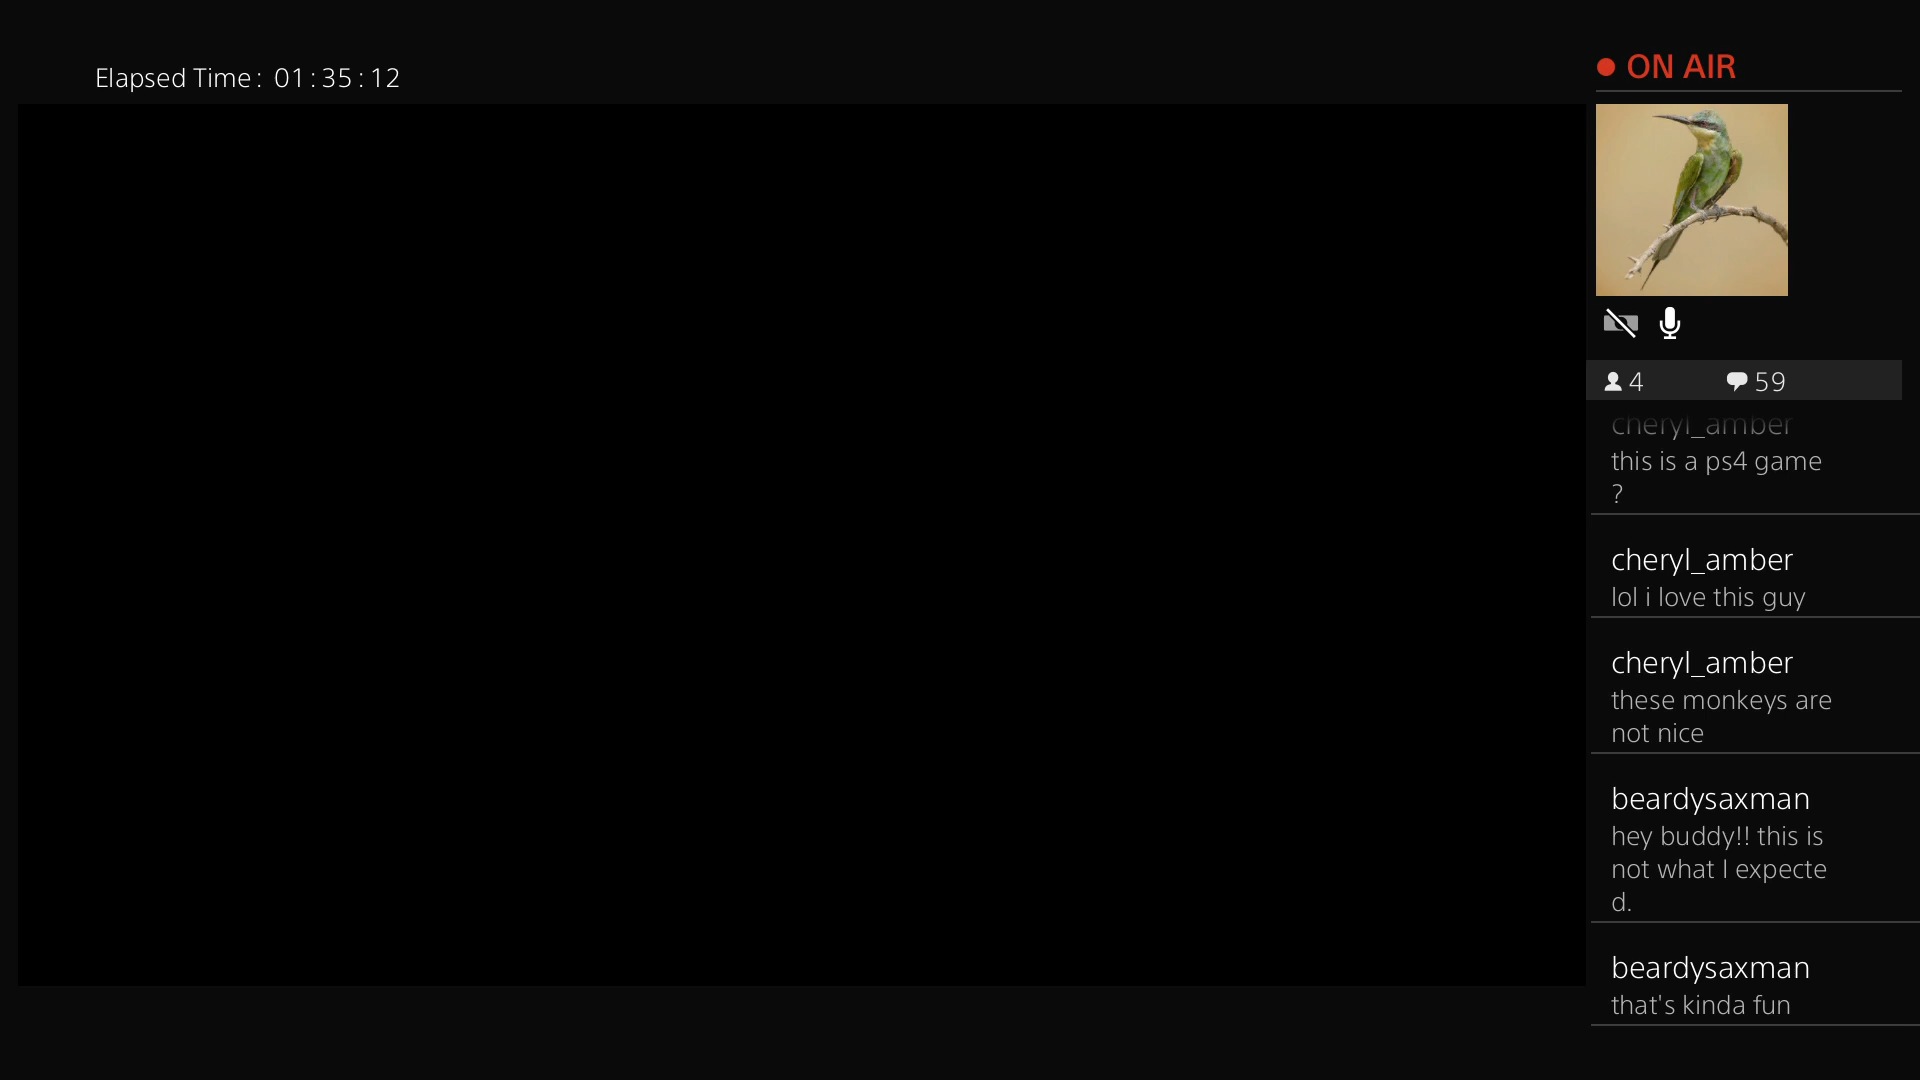 Elapsed Time: 01:35:12
ON AIR
4 59
cheryl_amber
this is a ps4 game
?
cheryl_amber
lol i love this guy
cheryl_amber
these monkeys are
not nice
beardysaxman
hey buddy!! this is
not what I expecte
d.
beardysaxman
that's kinda fun